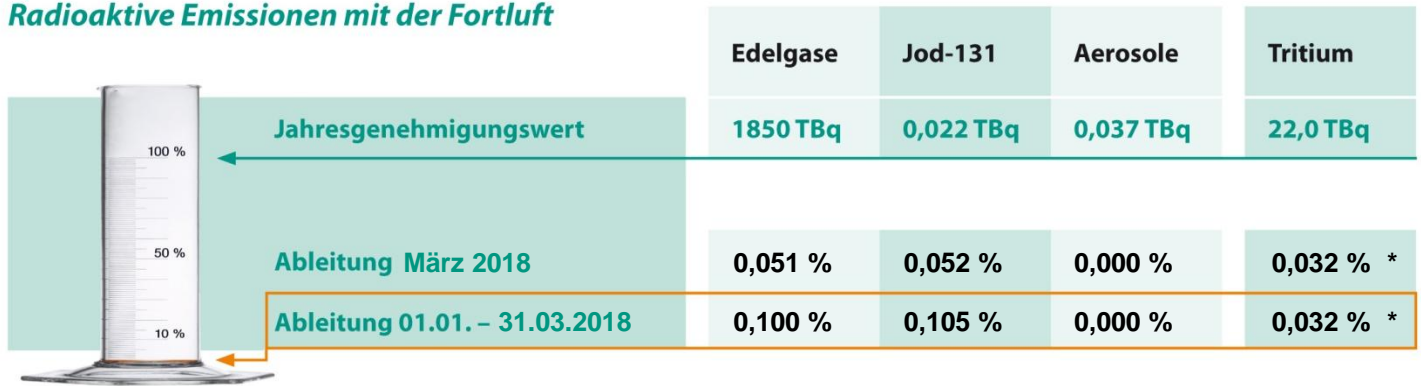 Radioaktive Emissionen mit der Fortluft
Edelgase Jod-131 Aerosole Tritium
Jahresgenehmigungswert 1850 TBq 0,022 TBq 0,037 TBq 22,0 TBq
100 %
50 %
Ableitung März 2018 0,051 % 0,052 % 0,000 % 0,032 % *
Ableitung 01.01. – 31.03.2018 0,100 % 0,105 % 0,000 % 0,032 % *
10 %